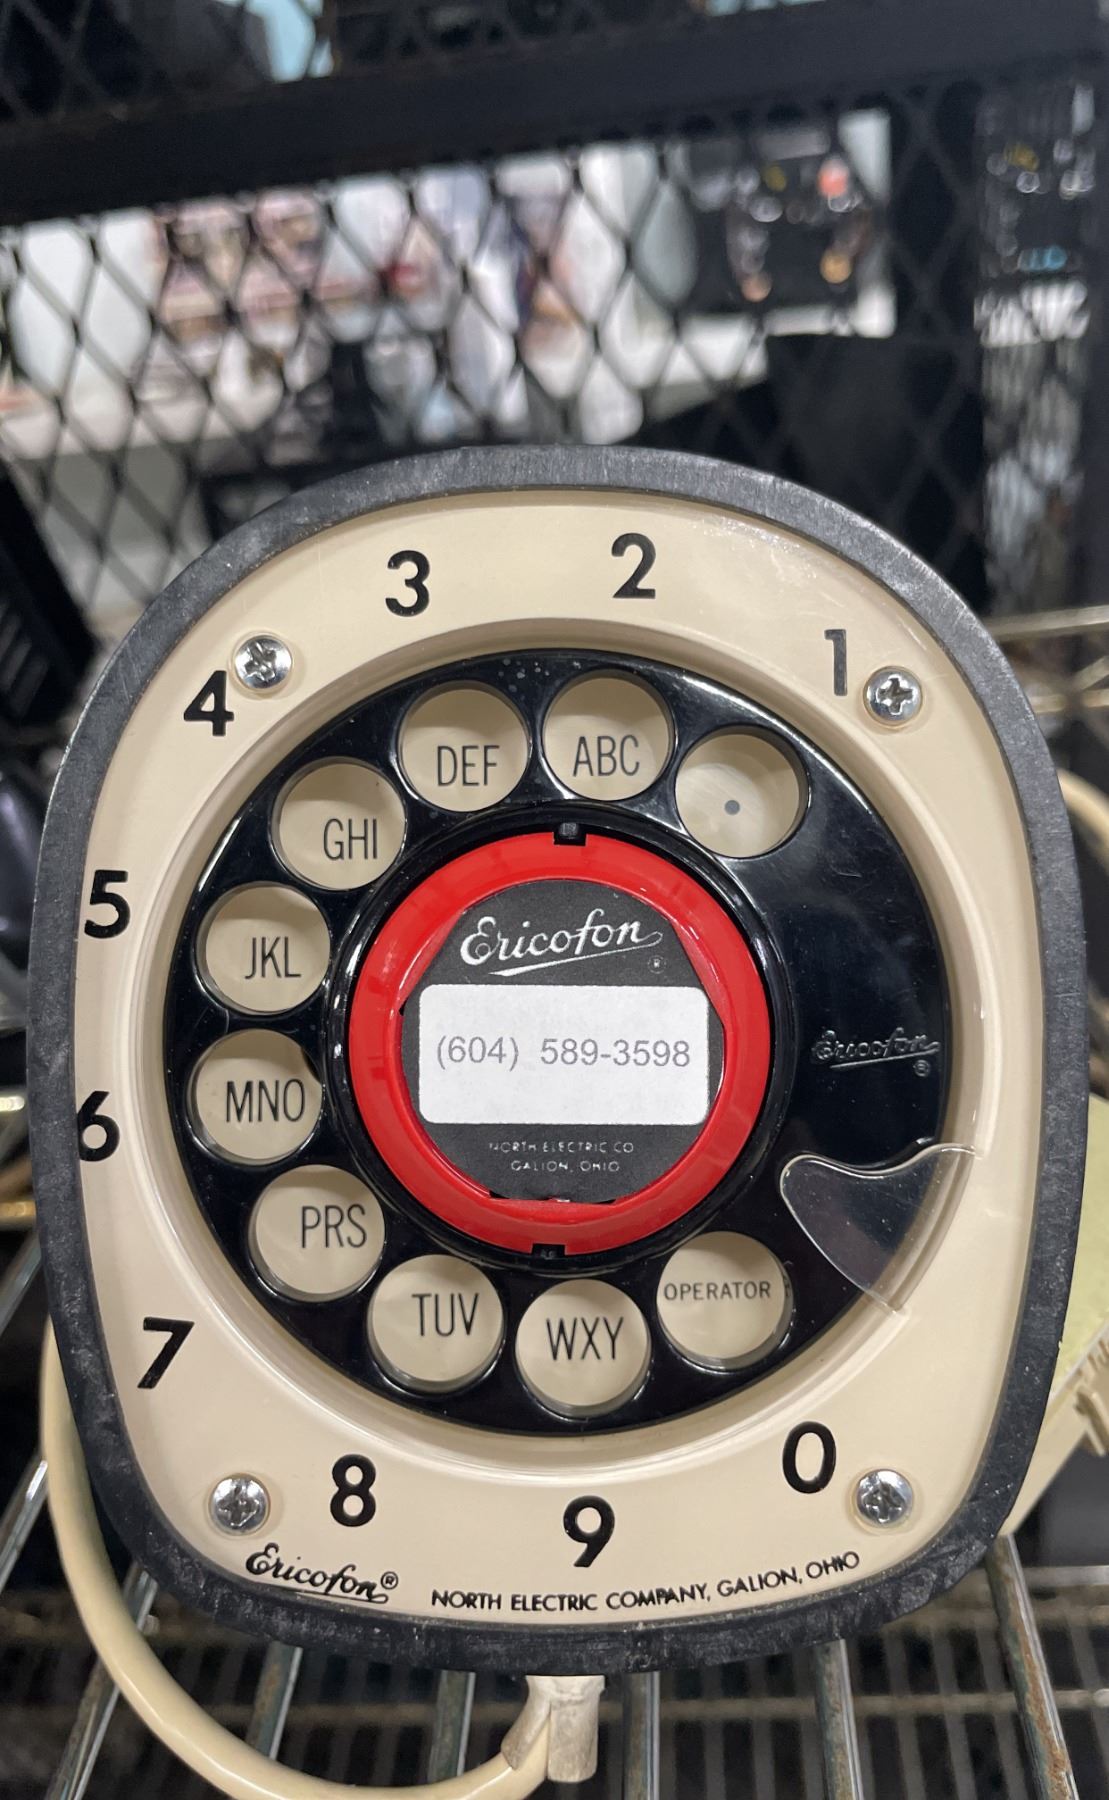 3 2
4 1
DEF ABC
GHI
5
JKL
Ericofon
®
(604) 589-3598
Ericofon
®
MNO
6
NORTH ELECTRIC CO
GALION, OHIO
PRS
OPERATOR
TUV
WXY
7
0
8
9
Ericofon®
NORTH ELECTRIC COMPANY, GALION, OHIO